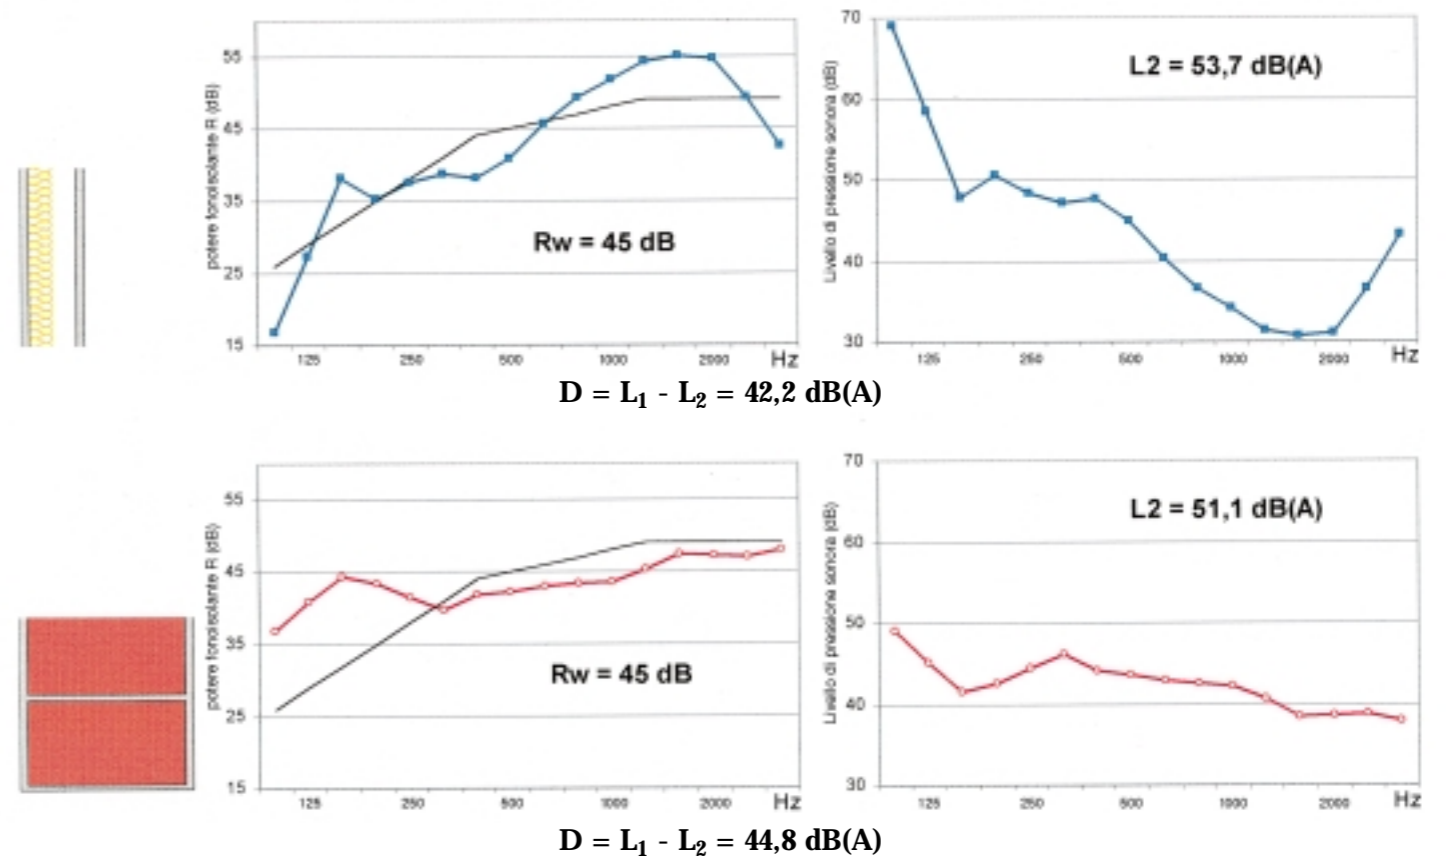 potere fonoisolante R (dB)
55
45
35
25
15
Rw = 45 dB
125 250 500 1000 2000 Hz
Livello di pressione sonora (dB)
70
60
50
40
30
L2 = 53,7 dB(A)
125 250 500 1000 2000 Hz
D = L₁ - L₂ = 42,2 dB(A)
potere fonoisolante R (dB)
55
45
35
25
15
Rw = 45 dB
125 250 500 1000 2000 Hz
Livello di pressione sonora (dB)
70
60
50
40
30
L2 = 51,1 dB(A)
125 250 500 1000 2000 Hz
D = L₁ - L₂ = 44,8 dB(A)